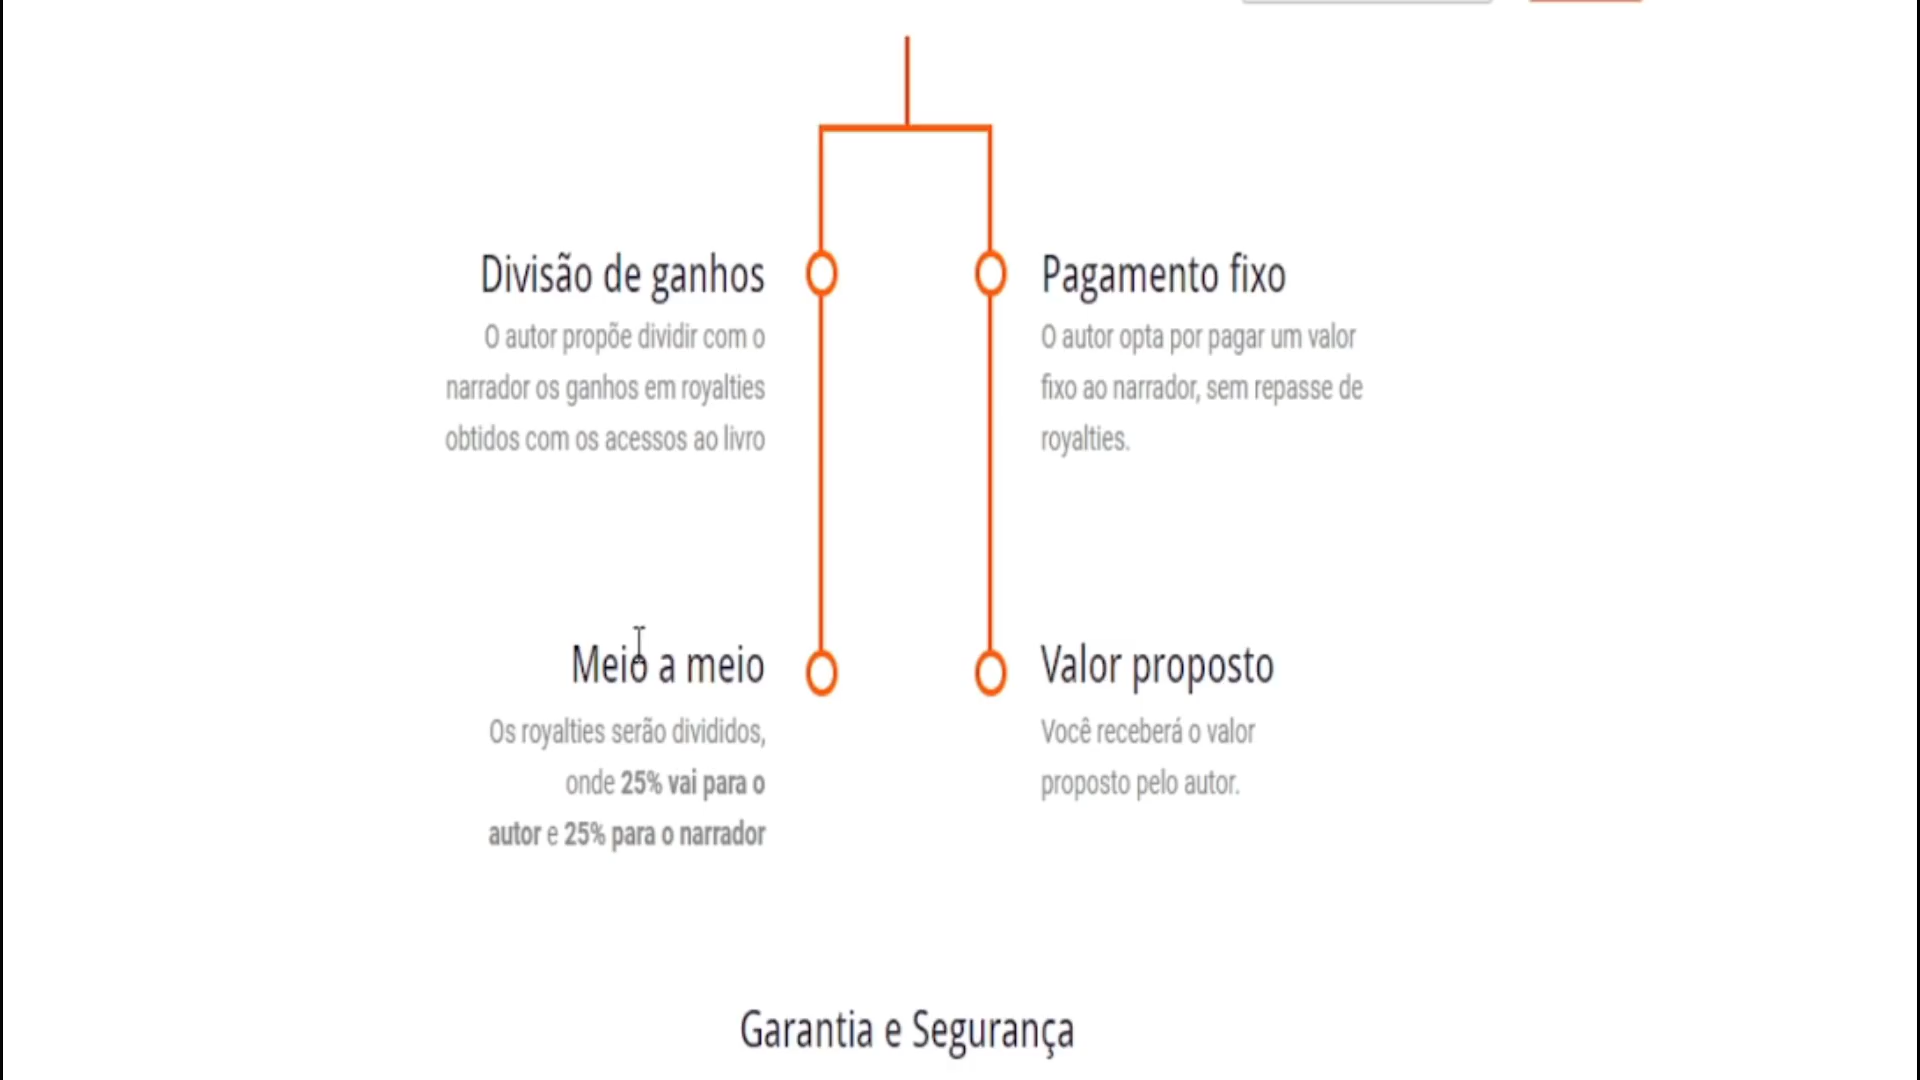 Divisão de ganhos
O autor propõe dividir com o
narrador os ganhos em royalties
obtidos com os acessos ao livro
Pagamento fixo
O autor opta por pagar um valor
fixo ao narrador, sem repasse de
royalties.
Meio a meio
Os royalties serão divididos,
onde 25% vai para o
autor e 25% para o narrador
Valor proposto
Você receberá o valor
proposto pelo autor.
Garantia e Segurança